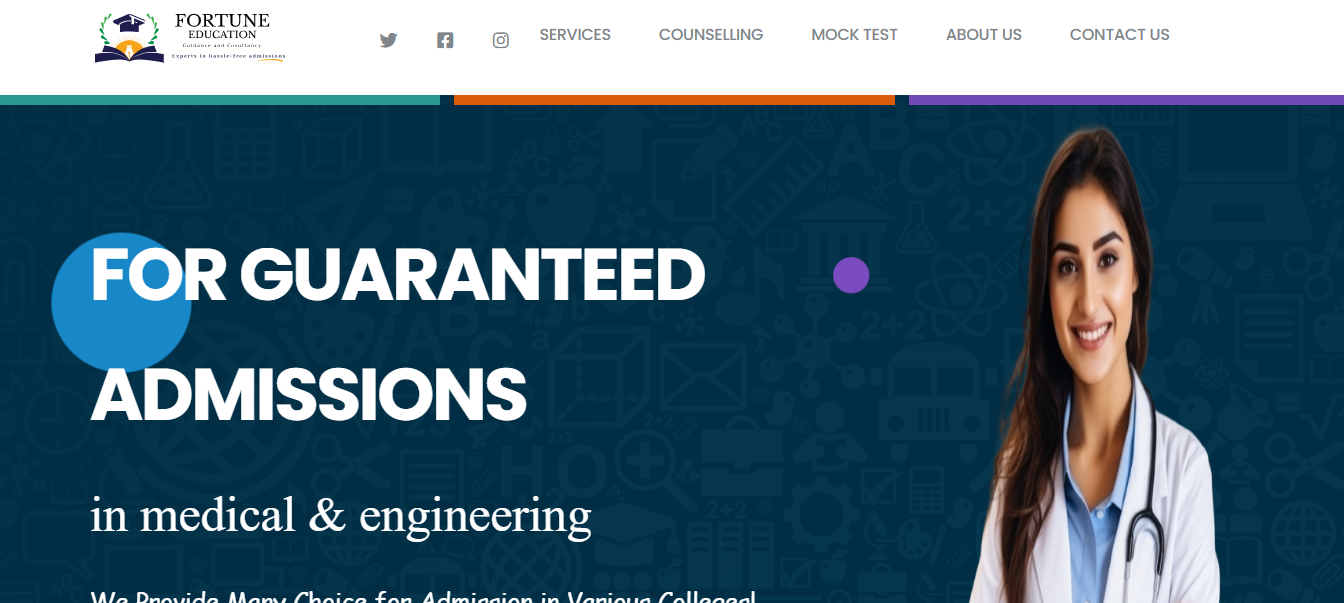 FORTUNE
EDUCATION
Guidance and Cosultancy
Experts in hassle-free admissions
SERVICES
COUNSELLING
MOCK TEST
ABOUT US
CONTACT US
FOR GUARANTEED
ADMISSIONS
in medical & engineering
We Provide Many Choice for Admission in Various Colleges!